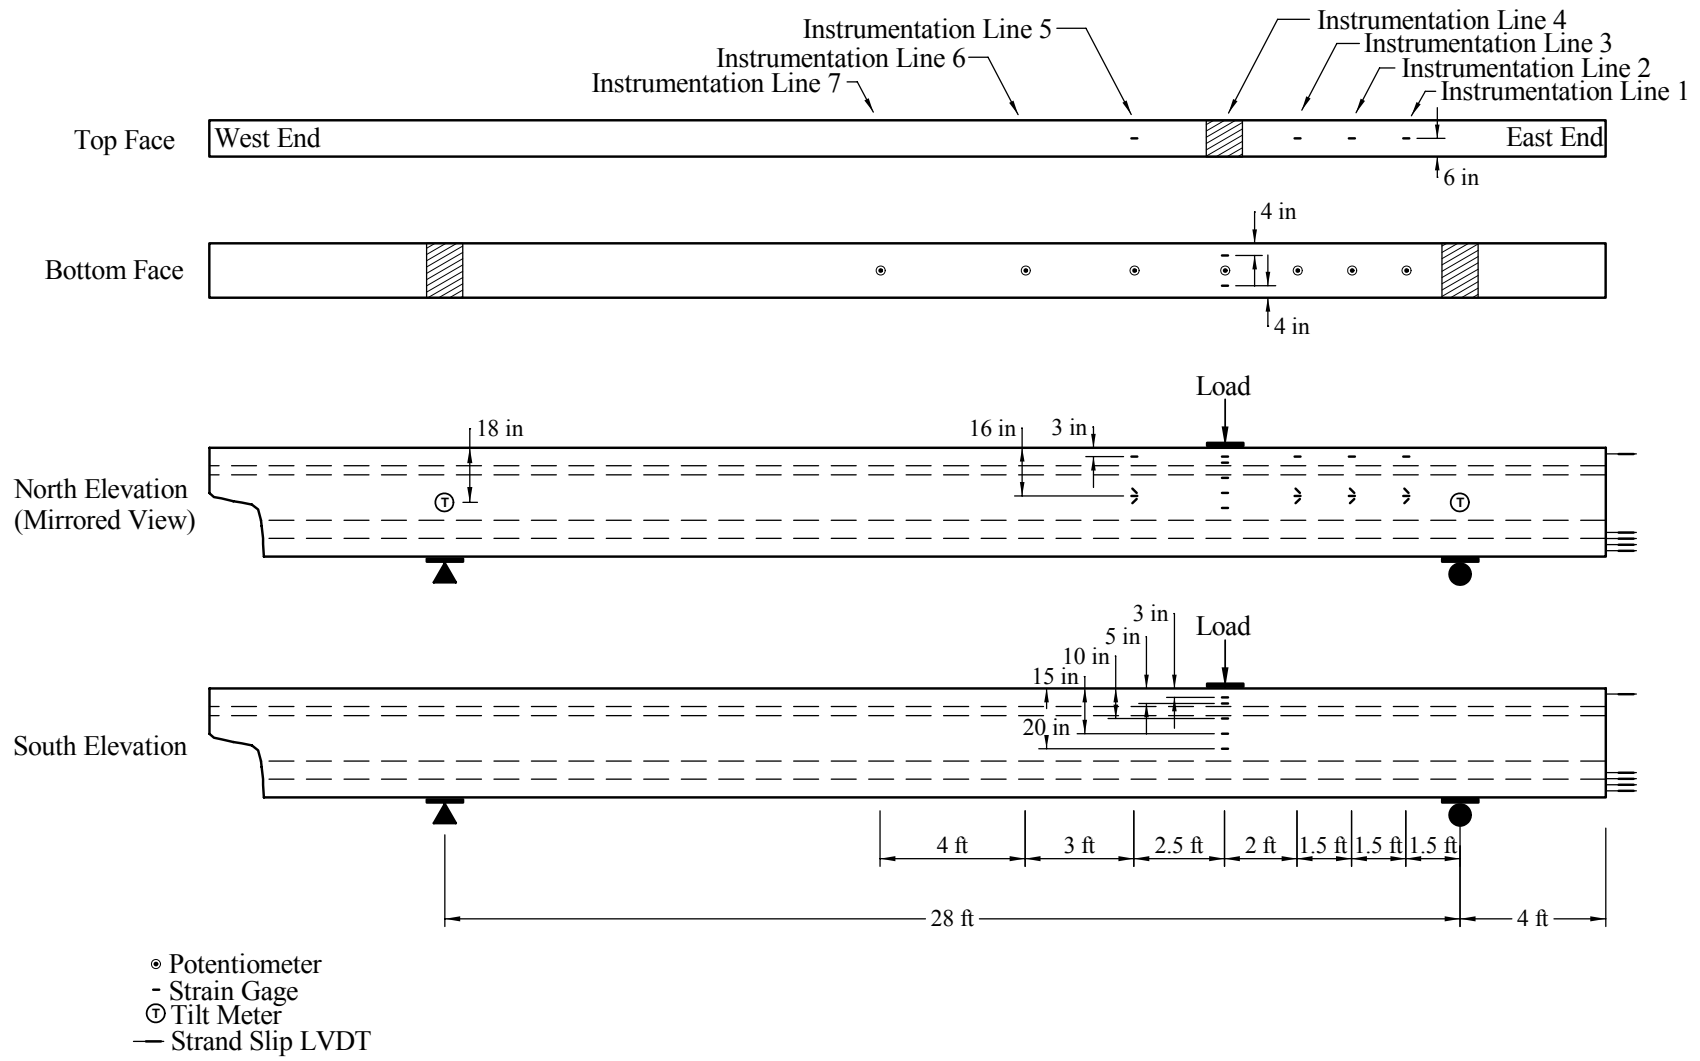 Instrumentation Line 5
Instrumentation Line 6
Instrumentation Line 7
Instrumentation Line 4
Instrumentation Line 3
Instrumentation Line 2
Instrumentation Line 1
Top Face
West End
East End
6 in
4 in
Bottom Face
4 in
Load
18 in
16 in
3 in
North Elevation
(Mirrored View)
T
T
Load
3 in
5 in
10 in
15 in
20 in
South Elevation
4 ft
3 ft
2.5 ft
2 ft
1.5 ft
1.5 ft
1.5 ft
28 ft
4 ft
Potentiometer
Strain Gage
T Tilt Meter
Strand Slip LVDT